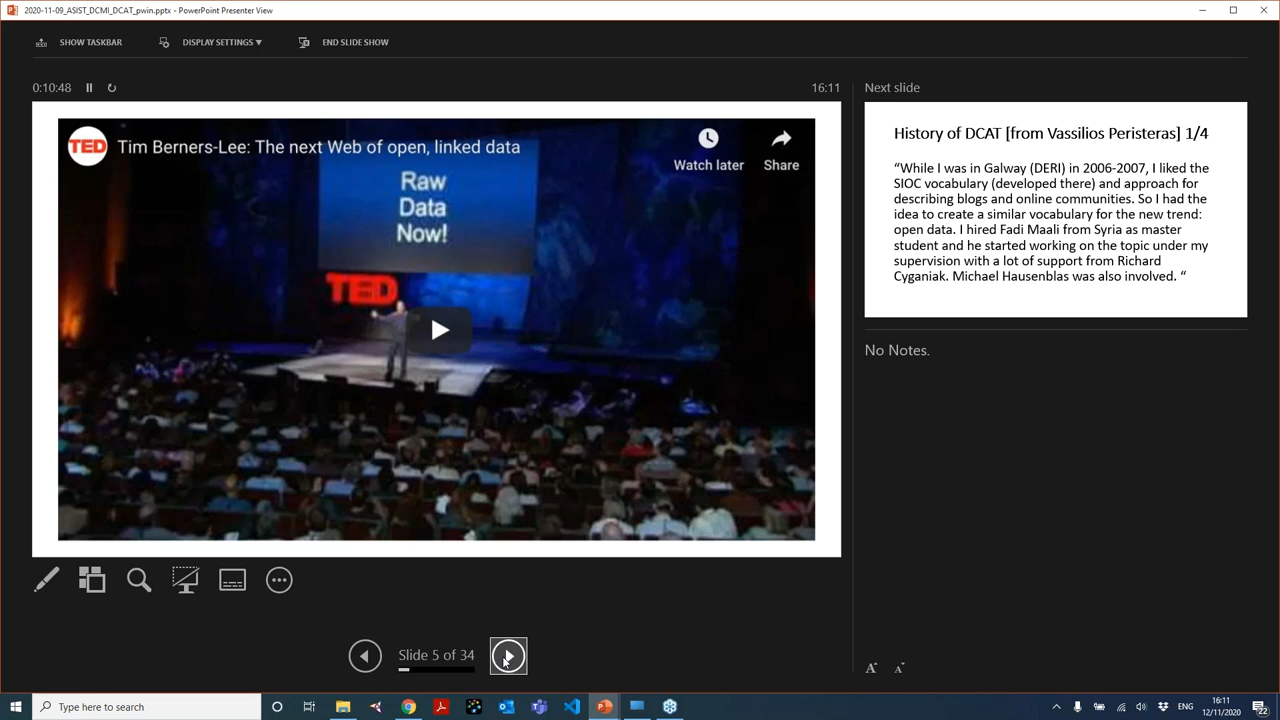 2020-11-09_ASIST_DCMI_DCAT_pwin.pptx - PowerPoint Presenter View
SHOW TASKBAR
DISPLAY SETTINGS ▼
END SLIDE SHOW
0:10:48
16:11
TED
Tim Berners-Lee: The next Web of open, linked data
Watch later
Share
Raw
Data
Now!
TED
Next slide
History of DCAT [from Vassilios Peristeras] 1/4
“While I was in Galway (DERI) in 2006-2007, I liked the
SIOC vocabulary (developed there) and approach for
describing blogs and online communities. So I had the
idea to create a similar vocabulary for the new trend:
open data. I hired Fadi Maali from Syria as master
student and he started working on the topic under my
supervision with a lot of support from Richard
Cyganiak. Michael Hausenblas was also involved. “
No Notes.
Slide 5 of 34
A A
Type here to search
ENG
16:11
12/11/2020
22